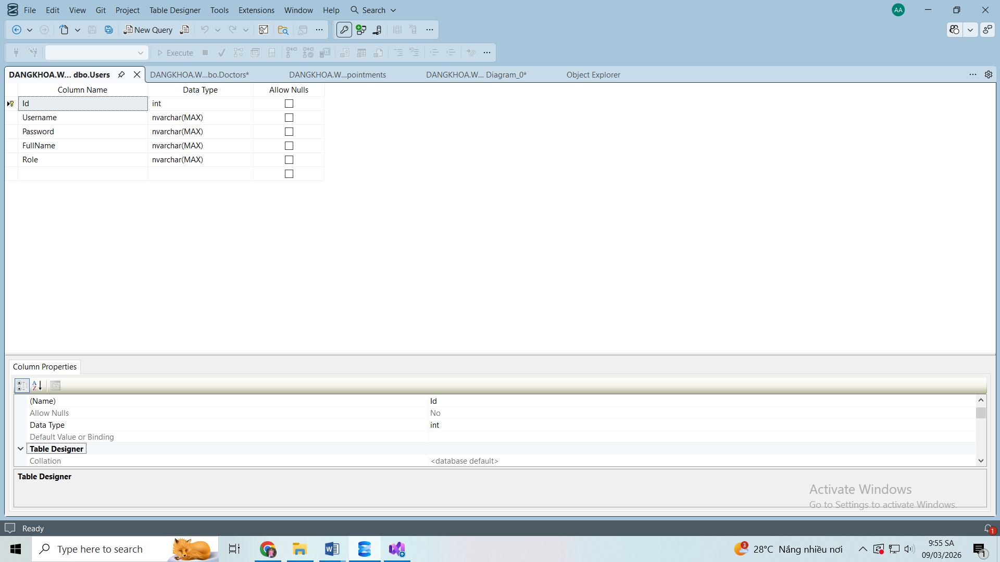 File Edit View Git Project Table Designer Tools Extensions Window Help Search AA
New Query
Execute
DANGKHOA.W... dbo.Users DANGKHOA.W...bo.Doctors* DANGKHOA.W...pointments DANGKHOA.W... Diagram_0* Object Explorer
Column Name Data Type Allow Nulls
Id int
Username nvarchar(MAX)
Password nvarchar(MAX)
FullName nvarchar(MAX)
Role nvarchar(MAX)
Column Properties
(Name) Id
Allow Nulls No
Data Type int
Default Value or Binding
Table Designer
Collation <database default>
Table Designer
Activate Windows
Go to Settings to activate Windows.
Ready 1
Type here to search 3 28°C Nắng nhiều nơi 9:55 SA
09/03/2026 1